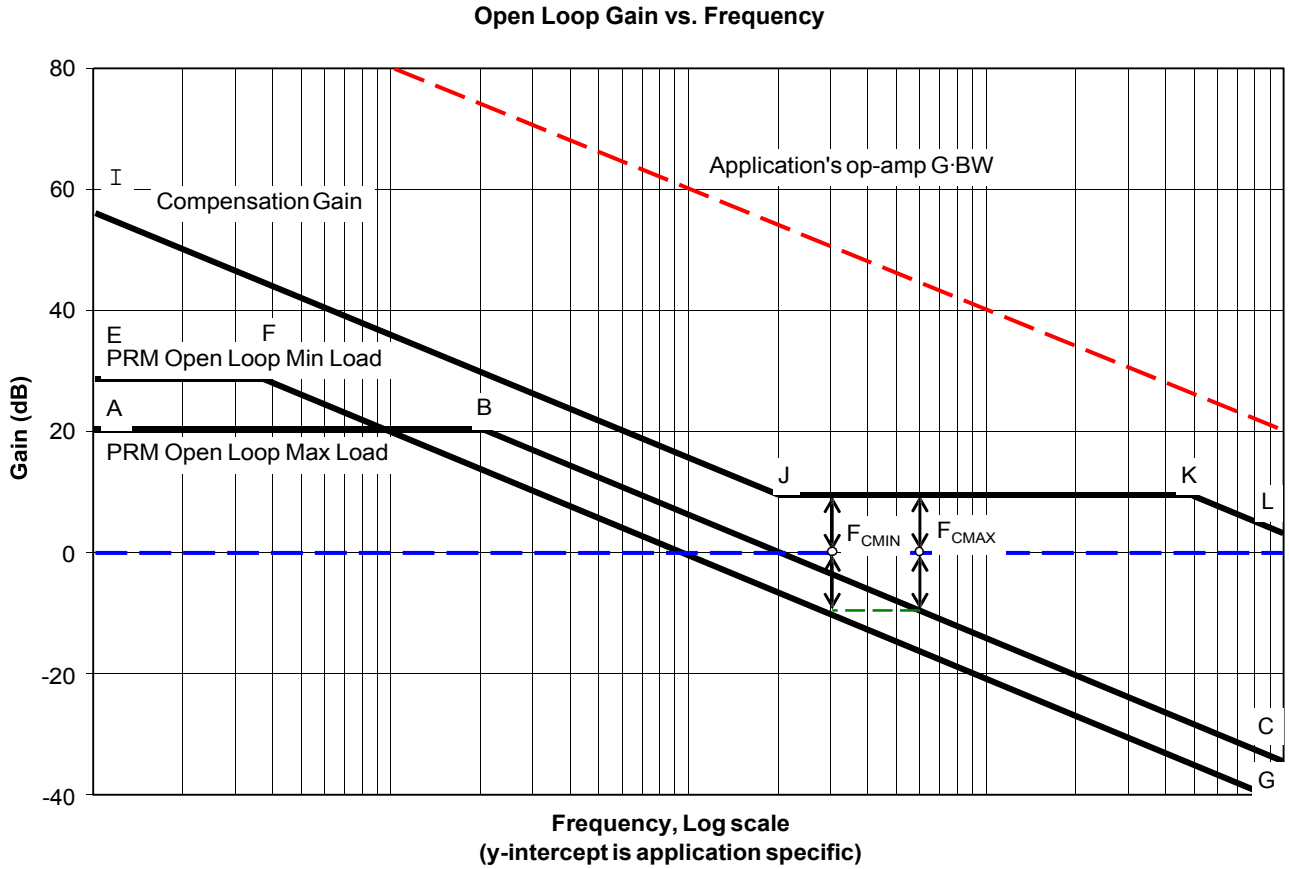 Open Loop Gain vs. Frequency
80
60
40
20
0
-20
-40
Gain (dB)
Application's op-amp G·BW
I
Compensation Gain
E
F
PRM Open Loop Min Load
A
B
PRM Open Loop Max Load
J
K
L
FCMIN
FCMAX
C
G
Frequency, Log scale
(y-intercept is application specific)